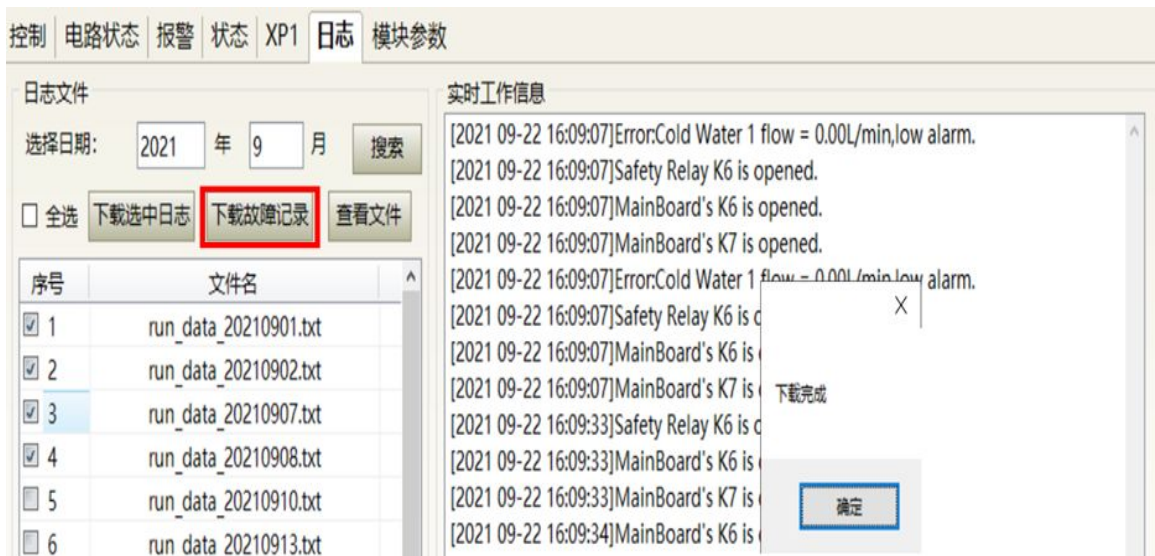 控制 电路状态 报警 状态 XP1 日志 模块参数
日志文件
选择日期： 2021 年 9 月 搜索
全选 下载选中日志 下载故障记录 查看文件
序号 文件名
1 run_data_20210901.txt
2 run_data_20210902.txt
3 run_data_20210907.txt
4 run_data_20210908.txt
5 run_data_20210910.txt
6 run_data_20210913.txt
实时工作信息
[2021 09-22 16:09:07]Error:Cold Water 1 flow = 0.00L/min,low alarm.
[2021 09-22 16:09:07]Safety Relay K6 is opened.
[2021 09-22 16:09:07]MainBoard's K6 is opened.
[2021 09-22 16:09:07]MainBoard's K7 is opened.
[2021 09-22 16:09:07]Error:Cold Water 1 flow = 0.00L/min,low alarm.
[2021 09-22 16:09:07]Safety Relay K6 is
[2021 09-22 16:09:07]MainBoard's K6 is
[2021 09-22 16:09:07]MainBoard's K7 is
[2021 09-22 16:09:33]Safety Relay K6 is
[2021 09-22 16:09:33]MainBoard's K6 is
[2021 09-22 16:09:33]MainBoard's K7 is
[2021 09-22 16:09:34]MainBoard's K6 is
X
下载完成
确定